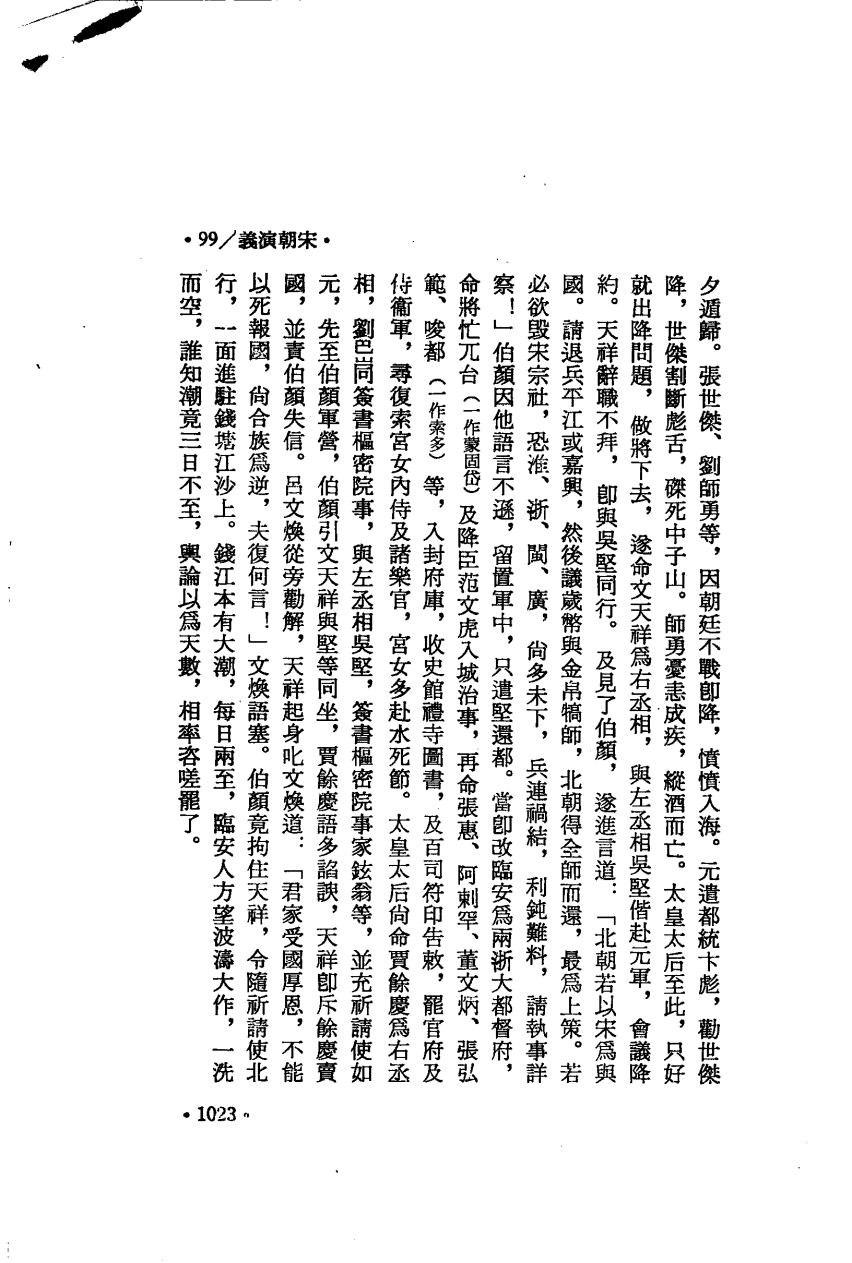 •99／義演朝宋•
夕遁歸。張世傑、劉師勇等，因朝廷不戰卽降，憤憤入海。元遣都統卞彪，勸世傑
降，世傑割斷彪舌，磔死中子山。師勇憂恚成疾，縱酒而亡。太皇太后至此，只好
就出降問題，做將下去，遂命文天祥爲右丞相，與左丞相吳堅偕赴元軍，會議降
約。天祥辭職不拜，卽與吳堅同行。及見了伯顏，遂進言道：「北朝若以宋爲與
國。請退兵平江或嘉興，然後議歲幣與金帛犒師，北朝得全師而還，最爲上策。若
必欲毀宋宗社，恐淮、浙、閩、廣，尙多未下，兵連禍結，利鈍難料，請執事詳
察！」伯顏因他語言不遜，留置軍中，只遣堅還都。當卽改臨安爲兩浙大都督府，
命將忙兀台（一作蒙固岱）及降臣范文虎入城治事，再命張惠、阿剌罕、董文炳、張弘
範、唆都（一作索多）等，入封府庫，收史館禮寺圖書，及百司符印告敕，罷官府及
侍衞軍，尋復索宮女內侍及諸樂官，宮女多赴水死節。太皇太后尙命賈餘慶爲右丞
相，劉岊同簽書樞密院事，與左丞相吳堅，簽書樞密院事家鉉翁等，並充祈請使如
元，先至伯顏軍營，伯顏引文天祥與堅等同坐，賈餘慶語多諂諛，天祥卽斥餘慶賣
國，並責伯顏失信。呂文煥從旁勸解，天祥起身叱文煥道：「君家受國厚恩，不能
以死報國，尙合族爲逆，夫復何言！」文煥語塞。伯顏竟拘住天祥，令隨祈請使北
行，一面進駐錢塘江沙上。錢江本有大潮，每日兩至，臨安人方望波濤大作，一洗
而空，誰知潮竟三日不至，輿論以爲天數，相率咨嗟罷了。
•1023•